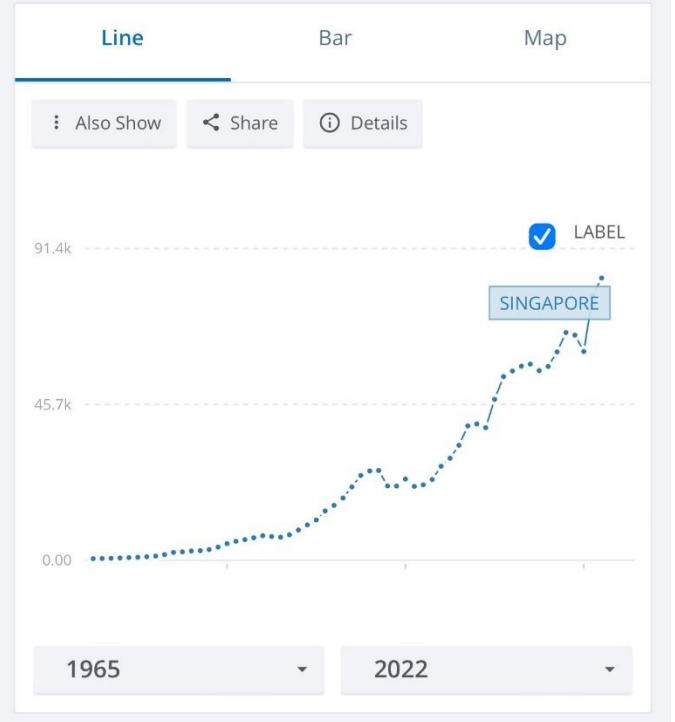 Line Bar Map
Also Show Share Details
LABEL
91.4k
SINGAPORE
45.7k
0.00
1965 2022